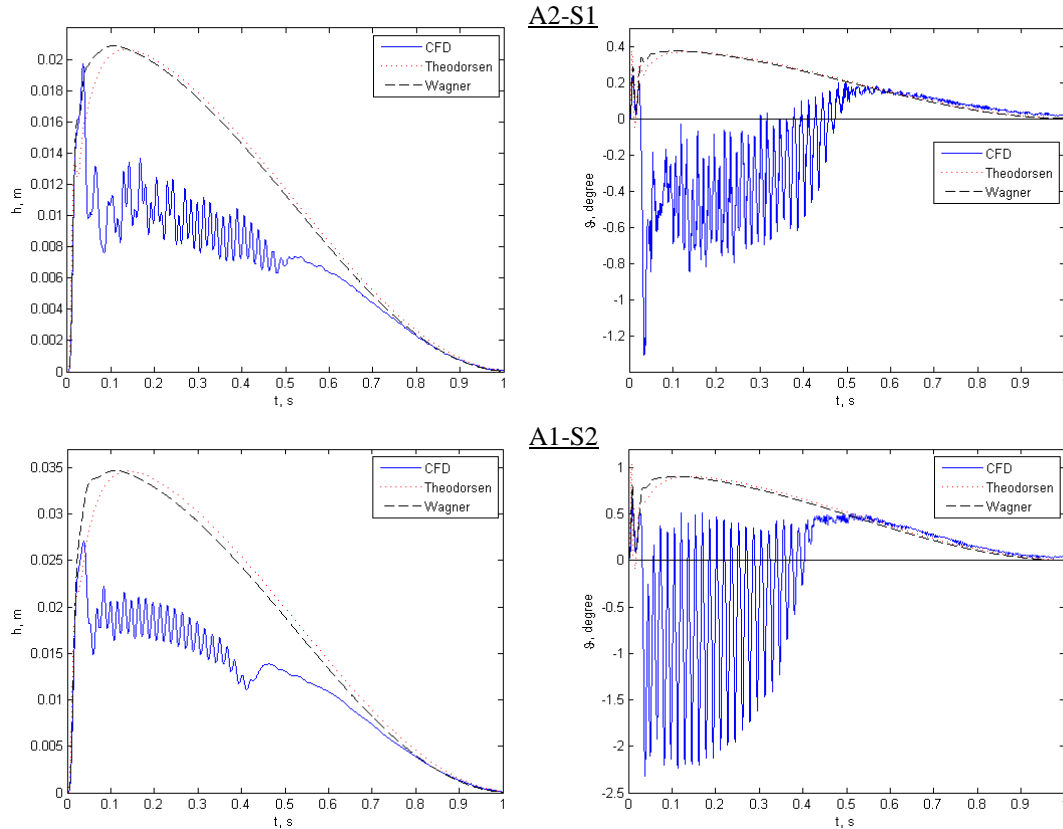 A2-S1
CFD
Theodorsen
Wagner
h, m
0.02
0.018
0.016
0.014
0.012
0.01
0.008
0.006
0.004
0.002
0
0 0.1 0.2 0.3 0.4 0.5 0.6 0.7 0.8 0.9 1
t, s
CFD
Theodorsen
Wagner
ϑ, degree
0.4
0.2
0
-0.2
-0.4
-0.6
-0.8
-1
-1.2
0 0.1 0.2 0.3 0.4 0.5 0.6 0.7 0.8 0.9 1
t, s
A1-S2
CFD
Theodorsen
Wagner
h, m
0.035
0.03
0.025
0.02
0.015
0.01
0.005
0
0 0.1 0.2 0.3 0.4 0.5 0.6 0.7 0.8 0.9 1
t, s
CFD
Theodorsen
Wagner
ϑ, degree
1
0.5
0
-0.5
-1
-1.5
-2
-2.5
0 0.1 0.2 0.3 0.4 0.5 0.6 0.7 0.8 0.9 1
t, s